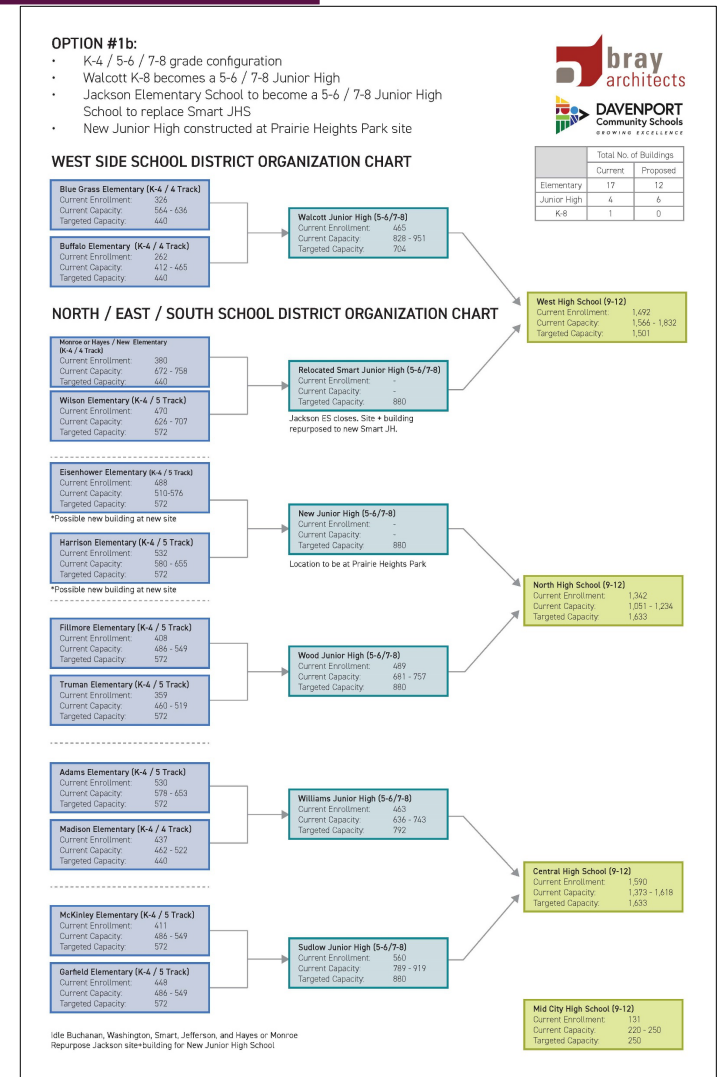 OPTION #1b:
• K-4 / 5-6 / 7-8 grade configuration
• Walcott K-8 becomes a 5-6 / 7-8 Junior High
• Jackson Elementary School to become a 5-6 / 7-8 Junior High
School to replace Smart JHS
• New Junior High constructed at Prairie Heights Park site
bray
architects
DAVENPORT
Community Schools
GROWING EXCELLENCE
Total No. of Buildings
Current Proposed
Elementary 17 12
Junior High 4 6
K-8 1 0
WEST SIDE SCHOOL DISTRICT ORGANIZATION CHART
Blue Grass Elementary (K-4 / 4 Track)
Current Enrollment: 326
Current Capacity: 564 - 636
Targeted Capacity: 440
Buffalo Elementary (K-4 / 4 Track)
Current Enrollment: 262
Current Capacity: 412 - 465
Targeted Capacity: 440
Walcott Junior High (5-6/7-8)
Current Enrollment: 465
Current Capacity: 828 - 951
Targeted Capacity: 704
West High School (9-12)
Current Enrollment: 1,492
Current Capacity: 1,566 - 1,832
Targeted Capacity: 1,501
NORTH / EAST / SOUTH SCHOOL DISTRICT ORGANIZATION CHART
Monroe or Hayes / New Elementary
(K-4 / 4 Track)
Current Enrollment: 380
Current Capacity: 672 - 758
Targeted Capacity: 440
Wilson Elementary (K-4 / 5 Track)
Current Enrollment: 470
Current Capacity: 626 - 707
Targeted Capacity: 572
Relocated Smart Junior High (5-6/7-8)
Current Enrollment: -
Current Capacity: -
Targeted Capacity: 880
Jackson ES closes. Site + building
repurposed to new Smart JH.
Eisenhower Elementary (K-4 / 5 Track)
Current Enrollment: 488
Current Capacity: 510-576
Targeted Capacity: 572
*Possible new building at new site
Harrison Elementary (K-4 / 5 Track)
Current Enrollment: 532
Current Capacity: 580 - 655
Targeted Capacity: 572
*Possible new building at new site
New Junior High (5-6/7-8)
Current Enrollment: -
Current Capacity: -
Targeted Capacity: 880
Location to be at Prairie Heights Park
North High School (9-12)
Current Enrollment: 1,342
Current Capacity: 1,051 - 1,234
Targeted Capacity: 1,633
Fillmore Elementary (K-4 / 5 Track)
Current Enrollment: 408
Current Capacity: 486 - 549
Targeted Capacity: 572
Truman Elementary (K-4 / 5 Track)
Current Enrollment: 359
Current Capacity: 460 - 519
Targeted Capacity: 572
Wood Junior High (5-6/7-8)
Current Enrollment: 489
Current Capacity: 681 - 757
Targeted Capacity: 880
Adams Elementary (K-4 / 5 Track)
Current Enrollment: 530
Current Capacity: 578 - 653
Targeted Capacity: 572
Madison Elementary (K-4 / 4 Track)
Current Enrollment: 437
Current Capacity: 462 - 522
Targeted Capacity: 440
Williams Junior High (5-6/7-8)
Current Enrollment: 463
Current Capacity: 636 - 743
Targeted Capacity: 792
Central High School (9-12)
Current Enrollment: 1,590
Current Capacity: 1,373 - 1,618
Targeted Capacity: 1,633
McKinley Elementary (K-4 / 5 Track)
Current Enrollment: 411
Current Capacity: 486 - 549
Targeted Capacity: 572
Garfield Elementary (K-4 / 5 Track)
Current Enrollment: 448
Current Capacity: 486 - 549
Targeted Capacity: 572
Sudlow Junior High (5-6/7-8)
Current Enrollment: 560
Current Capacity: 789 - 919
Targeted Capacity: 880
Mid City High School (9-12)
Current Enrollment: 131
Current Capacity: 220 - 250
Targeted Capacity: 250
Idle Buchanan, Washington, Smart, Jefferson, and Hayes or Monroe
Repurpose Jackson site+building for New Junior High School